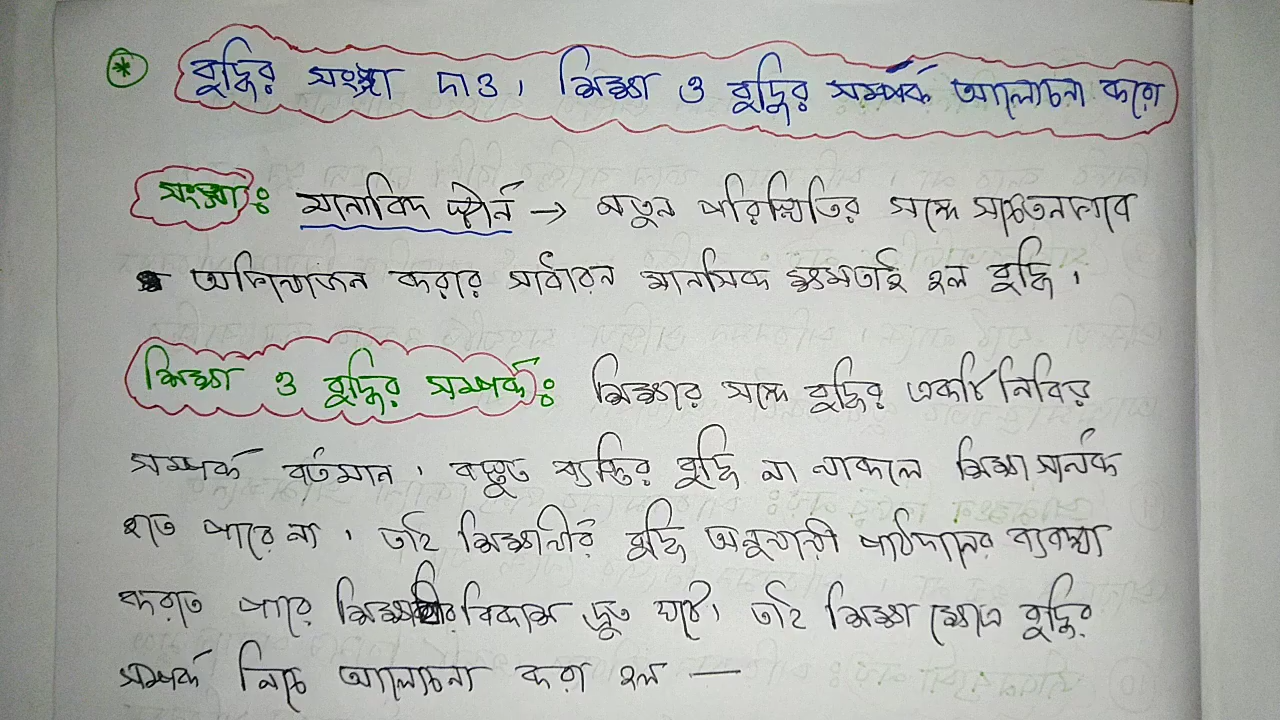 * বুদ্ধির সংজ্ঞা দাও। শিক্ষা ও বুদ্ধির সম্পর্ক আলোচনা করো
সংজ্ঞা: মনোবিদ স্টার্ন → নতুন পরিস্থিতির সঙ্গে সচেতনভাবে
অভিযোজন করার সাধারন মানসিক ক্ষমতাই হল বুদ্ধি।
শিক্ষা ও বুদ্ধির সম্পর্ক: শিক্ষার সঙ্গে বুদ্ধির একটি নিবিড়
সম্পর্ক বর্তমান। বস্তুত ব্যক্তির বুদ্ধি না থাকলে শিক্ষা সার্থক
হতে পারে না। তাই শিক্ষার্থীর বুদ্ধি অনুযায়ী পাঠদানের ব্যবস্থা
করতে পারে শিক্ষার্থীর বিকাশ দ্রুত ঘটে। তাই শিক্ষা ক্ষেত্রে বুদ্ধির
সম্পর্ক নিচে আলোচনা করা হল —